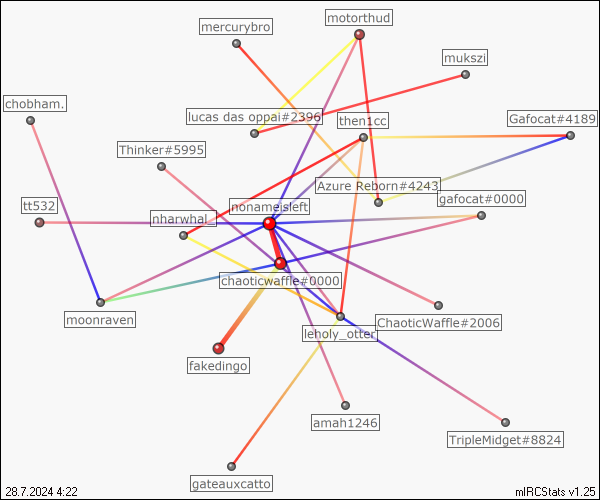 motorthud
mercurybro
mukszi
chobham.
lucas das oppai#2396
then1cc
Gafocat#4189
Thinker#5995
Azure Reborn#4243
gafocat#0000
tt532
nonameisleft
nharwhal.
chaoticwaffle#0000
moonraven
ChaoticWaffle#2006
leholy_otter
fakedingo
amah1246
TripleMidget#8824
gateauxcatto
28.7.2024 4:22
mIRCStats v1.25